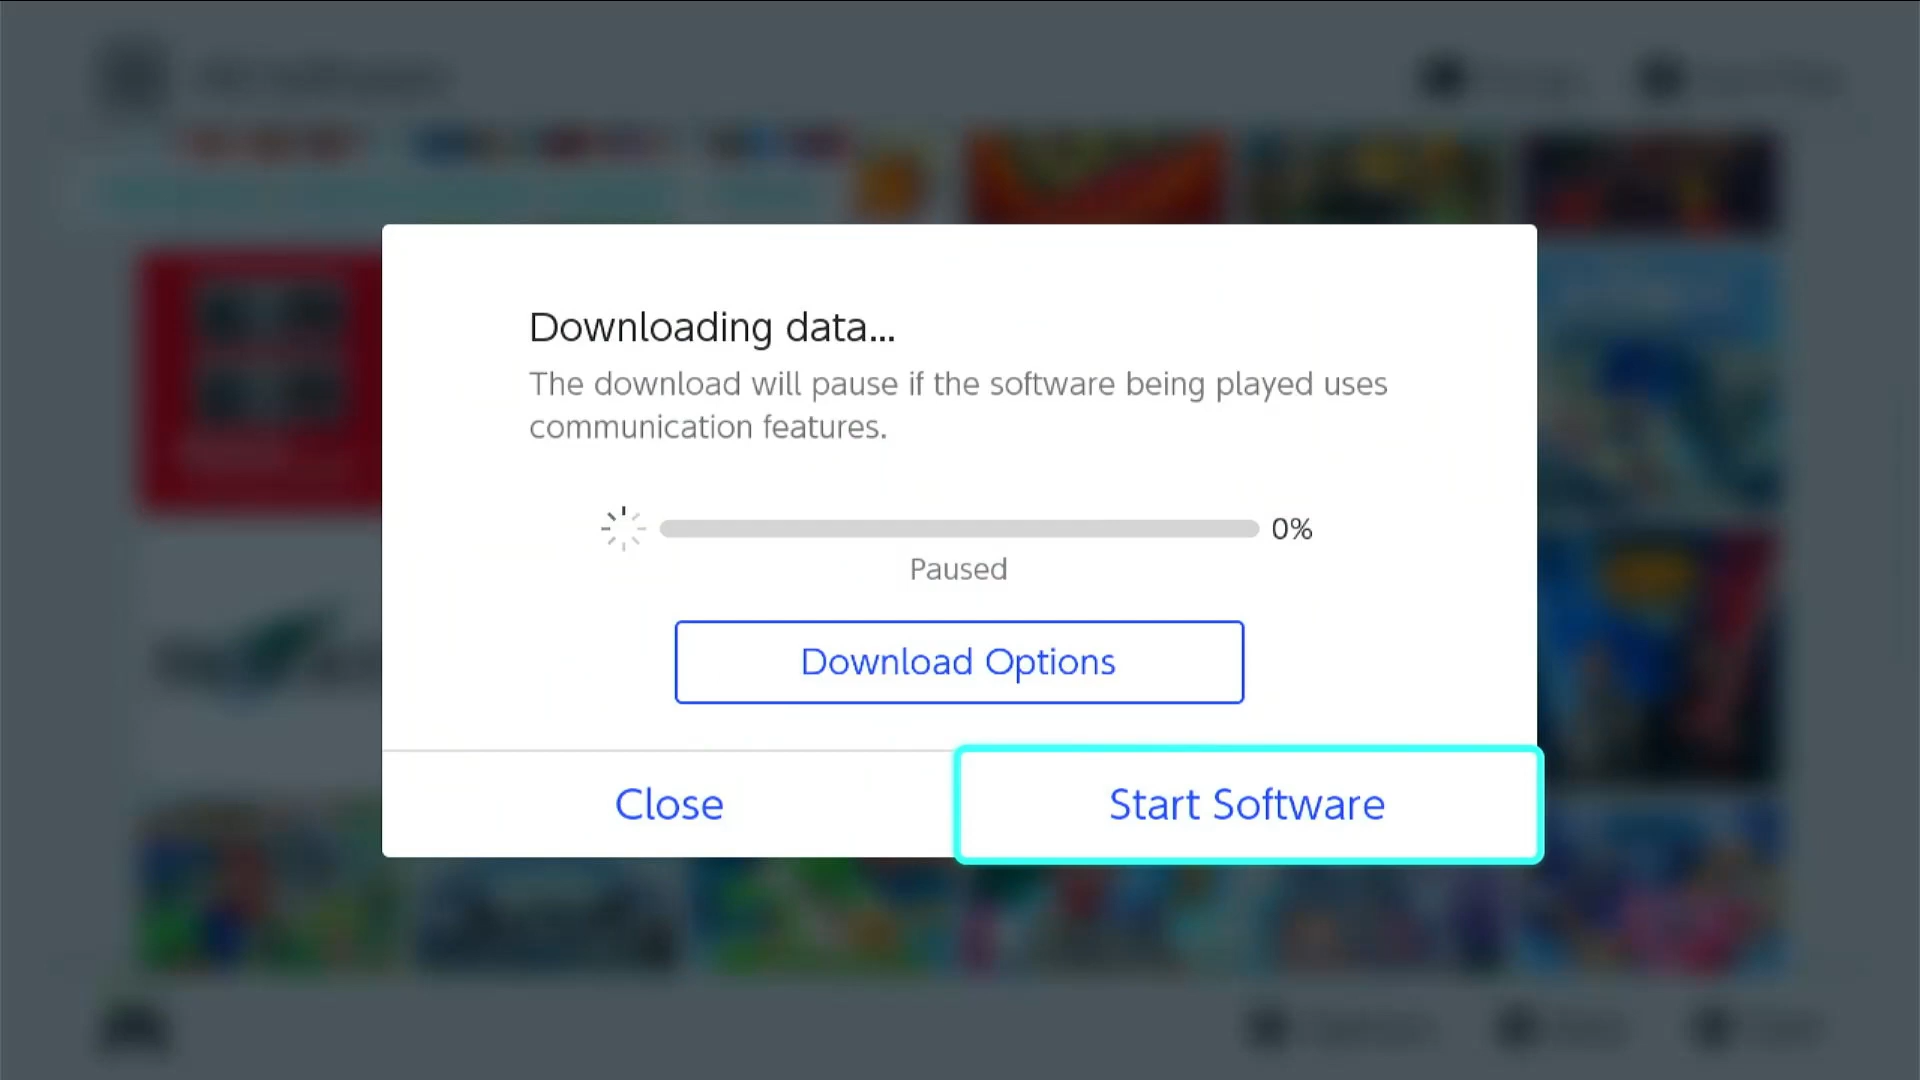 Downloading data...
The download will pause if the software being played uses
communication features.
0%
Paused
Download Options
Close
Start Software